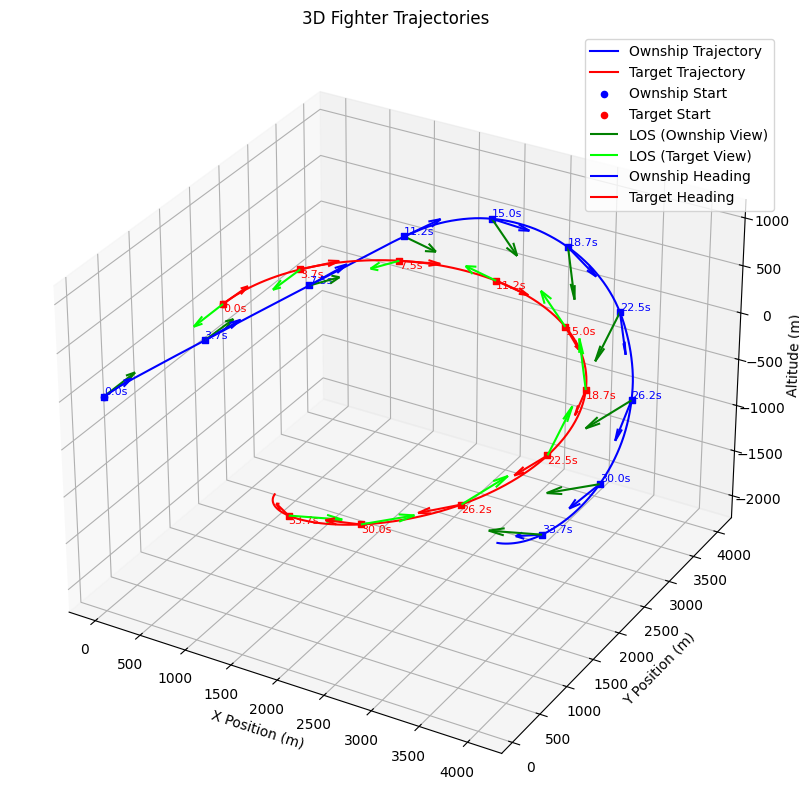 3D Fighter Trajectories
Ownship Trajectory
Target Trajectory
Ownship Start
Target Start
LOS (Ownship View)
LOS (Target View)
Ownship Heading
Target Heading
0.0s
3.7s
11.2s
15.0s
18.7s
22.5s
26.2s
30.0s
33.7s
0.0s
3.7s
7.5s
11.2s
15.0s
18.7s
22.5s
26.2s
30.0s
33.7s
1000
500
0
−500
−1000
−1500
−2000
Altitude (m)
0
500
1000
1500
2000
2500
3000
3500
4000
X Position (m)
0
500
1000
1500
2000
2500
3000
3500
4000
Y Position (m)